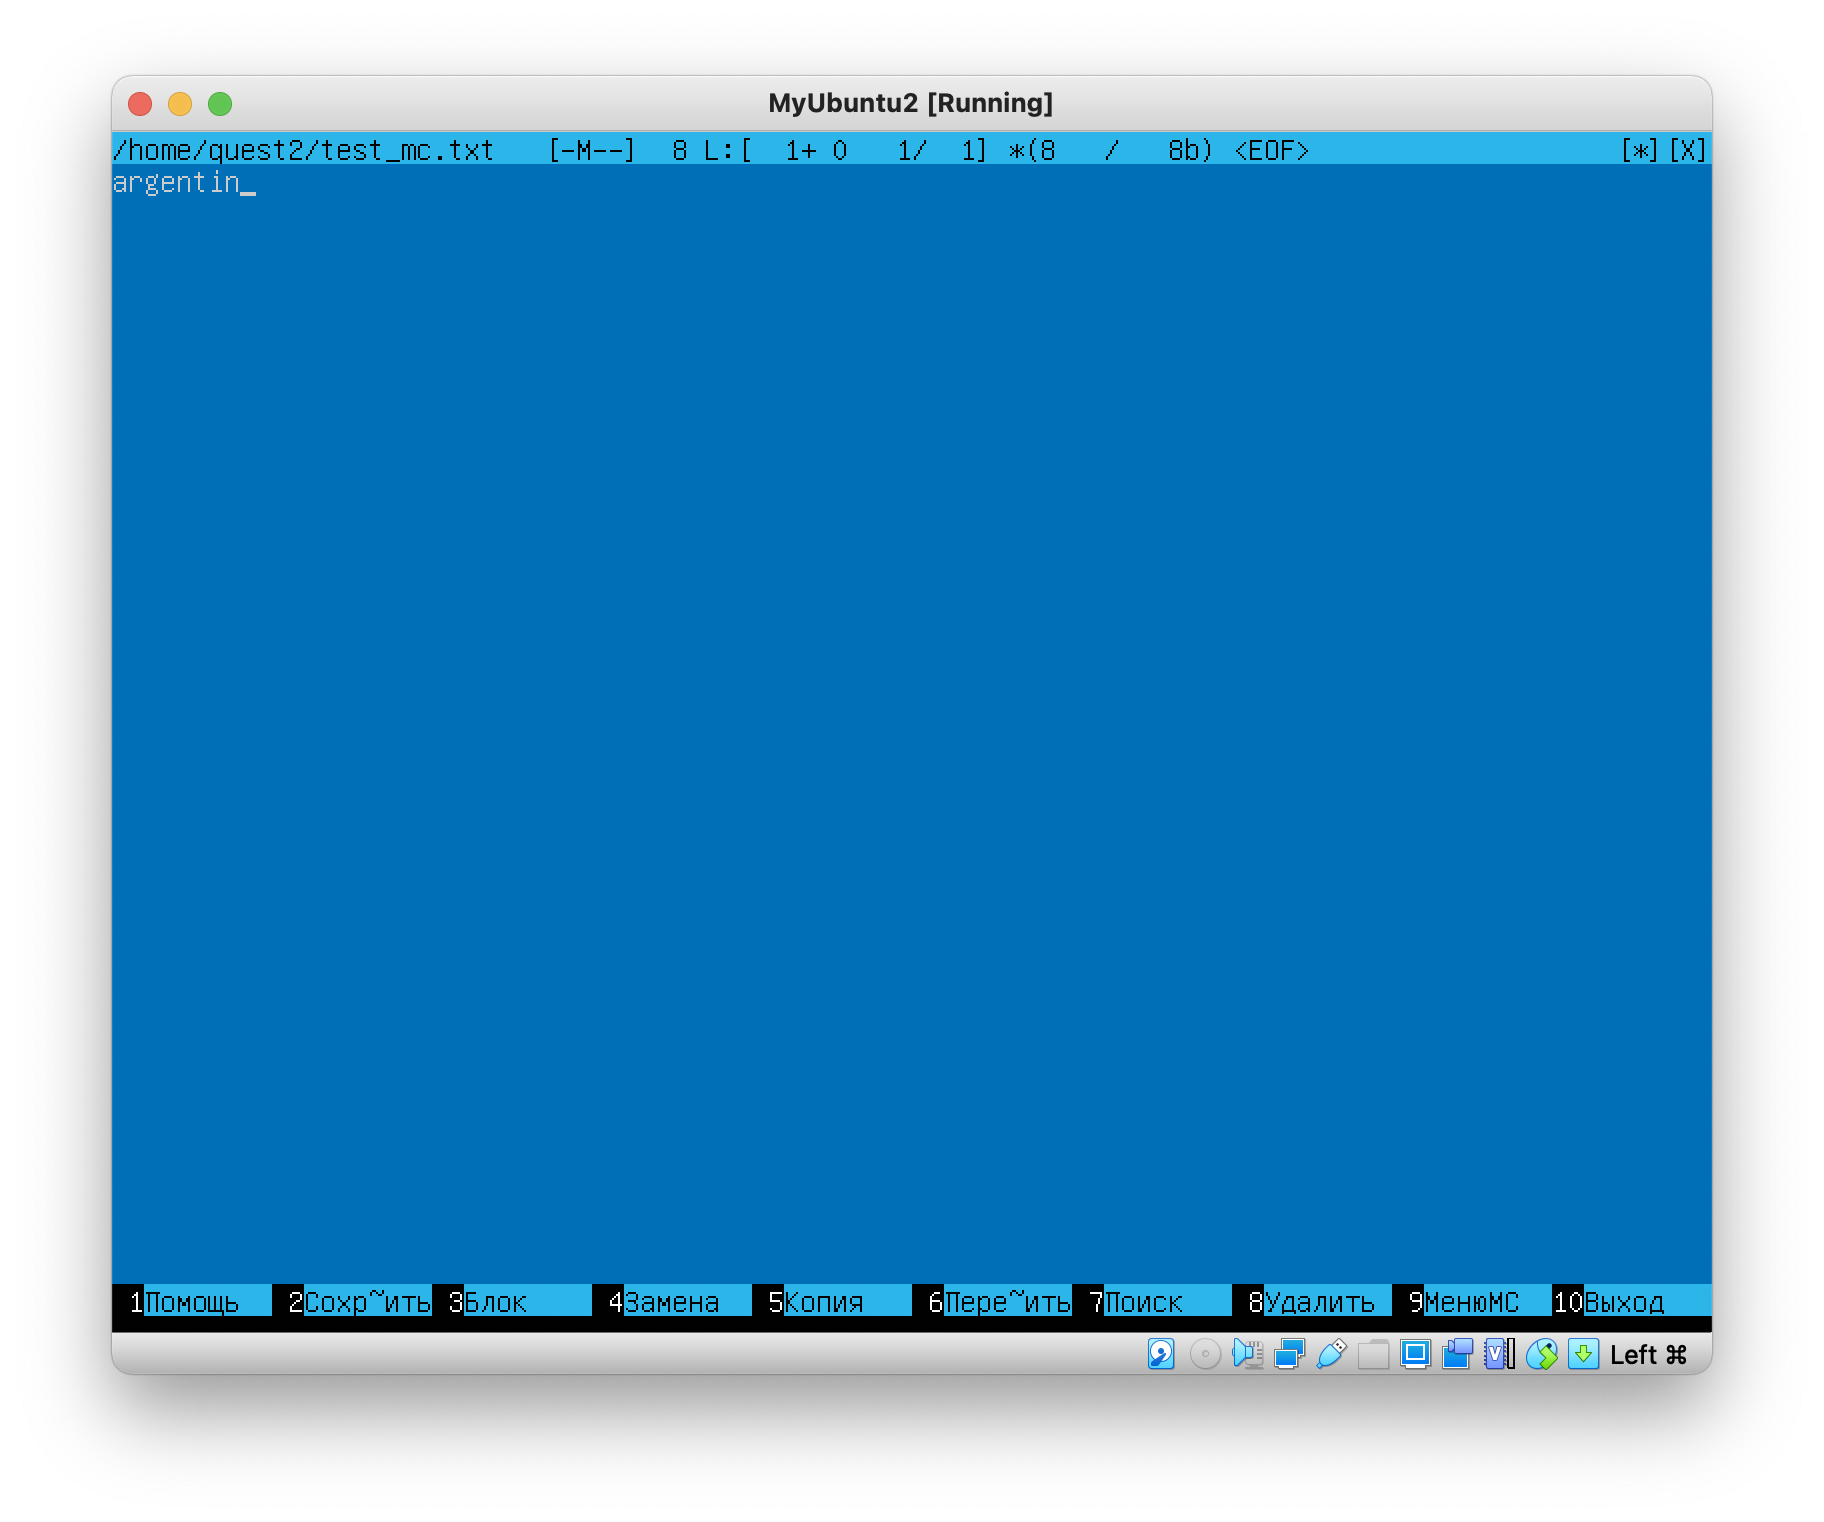 MyUbuntu2 [Running]
/home/quest2/test_mc.txt [-M--] 8 L:[ 1+ 0 1/ 1] *(8 / 8b) <EOF> [*][X]
argentin_
1Помощь 2Сохр~ить 3Блок 4Замена 5Копия 6Пере~ить 7Поиск 8Удалить 9МенюМС 10Выход
Left ⌘